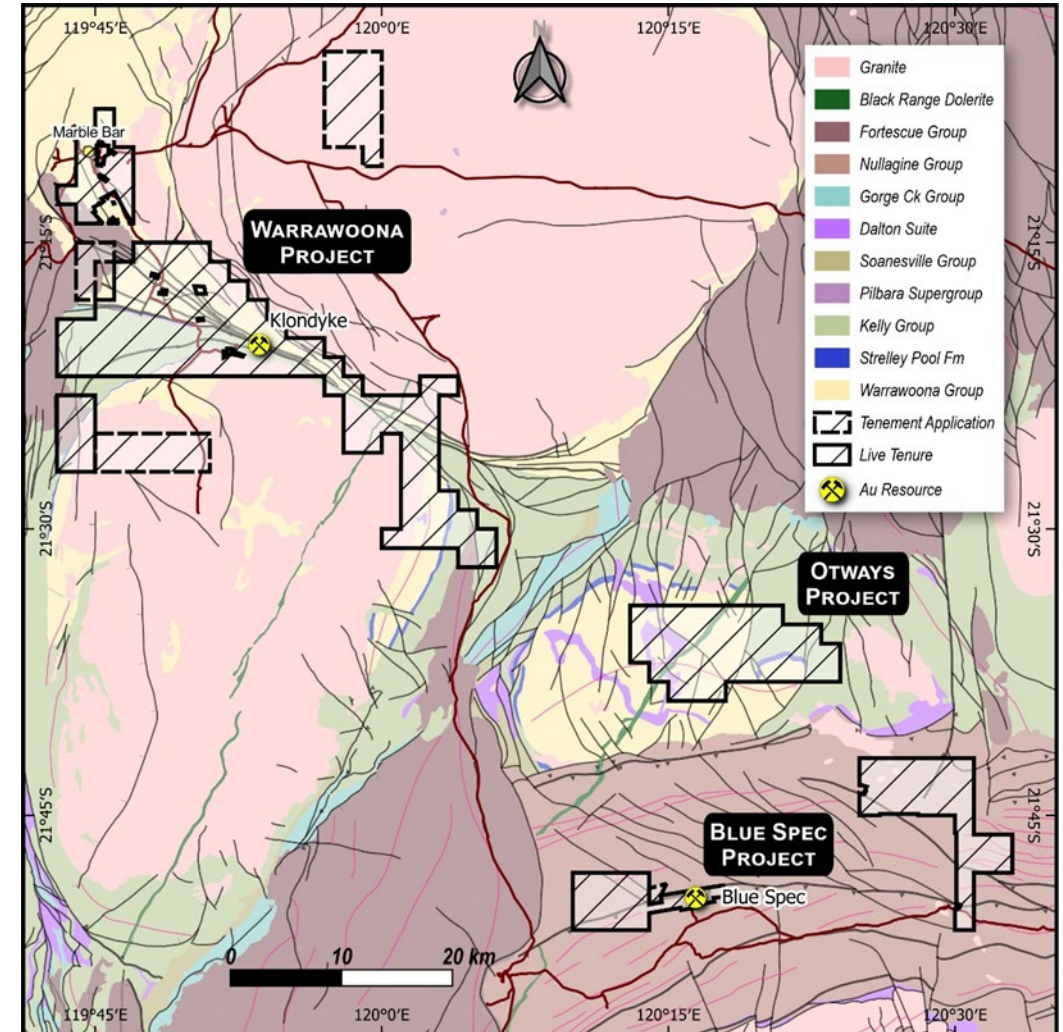 119°45'E
120°0'E
120°15'E
120°30'E
N
Granite
Black Range Dolerite
Fortescue Group
Nullagine Group
Gorge Ck Group
Dalton Suite
Soanesville Group
Pilbara Supergroup
Kelly Group
Strelley Pool Fm
Warrawoona Group
Tenement Application
Live Tenure
Au Resource
Marble Bar
21°15'S
21°15'S
WARRAWOONA
PROJECT
Klondyke
21°30'S
21°30'S
OTWAYS
PROJECT
21°45'S
21°45'S
BLUE SPEC
PROJECT
Blue Spec
0 10 20 km
119°45'E
120°0'E
120°15'E
120°30'E